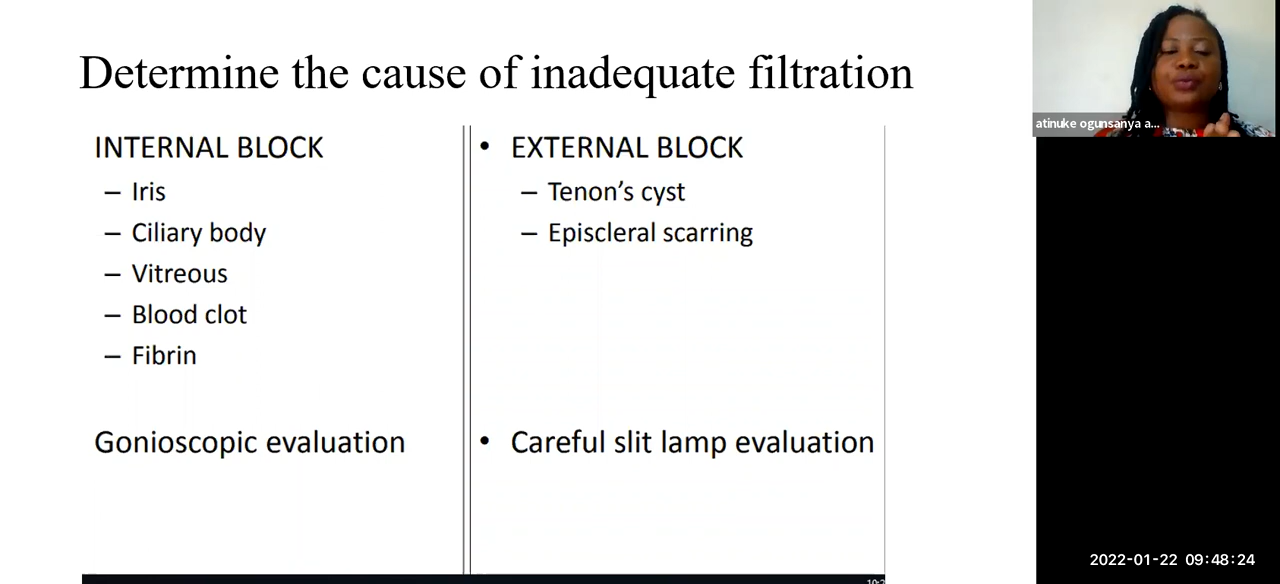 Determine the cause of inadequate filtration
INTERNAL BLOCK
– Iris
– Ciliary body
– Vitreous
– Blood clot
– Fibrin
Gonioscopic evaluation
• EXTERNAL BLOCK
– Tenon’s cyst
– Episcleral scarring
• Careful slit lamp evaluation
atinuke ogunsanya a...
2022-01-22 09:48:24